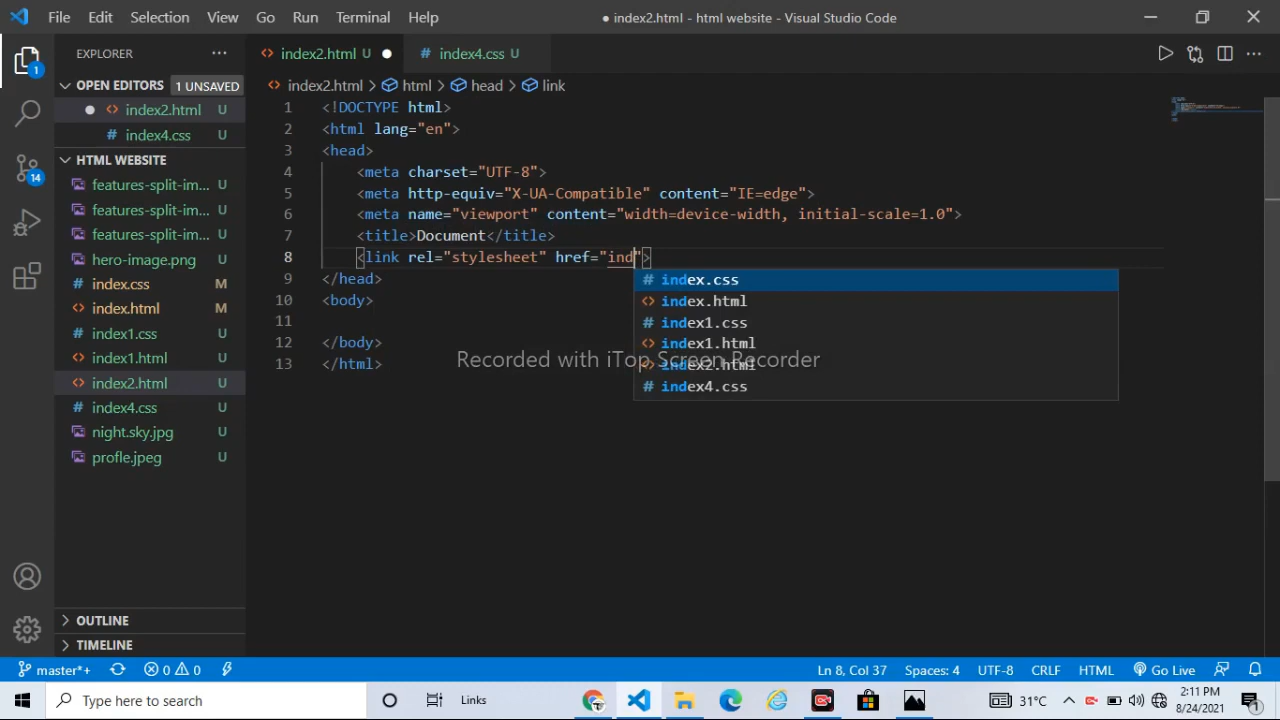 File Edit Selection View Go Run Terminal Help
● index2.html - html website - Visual Studio Code
EXPLORER
index2.html U
index4.css U
OPEN EDITORS 1 UNSAVED
index2.html U
index4.css U
HTML WEBSITE
features-split-im... U
features-split-im... U
features-split-im... U
hero-image.png U
index.css M
index.html M
index1.css U
index1.html U
index2.html U
index4.css U
night.sky.jpg U
profle.jpeg U
OUTLINE
TIMELINE
1
14
index2.html > html > head > link
1 <!DOCTYPE html>
2 <html lang="en">
3 <head>
4 <meta charset="UTF-8">
5 <meta http-equiv="X-UA-Compatible" content="IE=edge">
6 <meta name="viewport" content="width=device-width, initial-scale=1.0">
7 <title>Document</title>
8 <link rel="stylesheet" href="ind">
9 </head>
10 <body>
11
12 </body>
13 </html>
index.css
index.html
index1.css
index1.html
index2.html
index4.css
Recorded with iTop Screen Recorder
master*+ 0 0 Ln 8, Col 37 Spaces: 4 UTF-8 CRLF HTML Go Live
Type here to search
Links
31°C
2:11 PM
8/24/2021
1